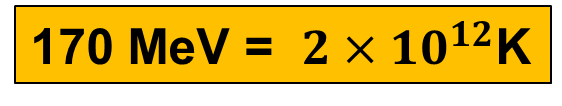 170 MeV = 2 × 10¹²K